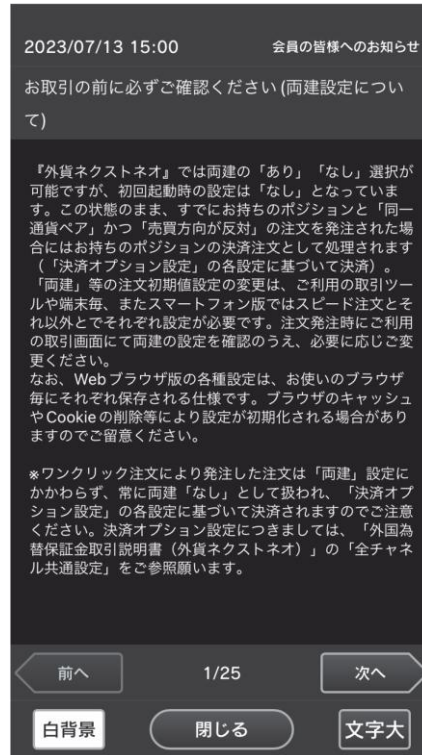 2023/07/13 15:00 会員の皆様へのお知らせ
お取引の前に必ずご確認ください(両建設定につい
て)
『外貨ネクストネオ』では両建の「あり」「なし」選択が
可能ですが、初回起動時の設定は「なし」となっていま
す。この状態のまま、すでにお持ちのポジションと「同一
通貨ペア」かつ「売買方向が反対」の注文を発注された場
合にはお持ちのポジションの決済注文として処理されます
(「決済オプション設定」の各設定に基づいて決済)。
「両建」等の注文初期値設定の変更は、ご利用の取引ツー
ルや端末毎、またスマートフォン版ではスピード注文とそ
れ以外とでそれぞれ設定が必要です。注文発注時にご利用
の取引画面にて両建の設定を確認のうえ、必要に応じご変
更ください。
なお、Webブラウザ版の各種設定は、お使いのブラウザ
毎にそれぞれ保存される仕様です。ブラウザのキャッシュ
やCookieの削除等により設定が初期化される場合があり
ますのでご留意ください。
※ワンクリック注文により発注した注文は「両建」設定に
かかわらず、常に両建「なし」として扱われ、「決済オプ
ション設定」の各設定に基づいて決済されますのでご注意
ください。決済オプション設定につきましては、「外国為
替保証金取引説明書(外貨ネクストネオ)」の「全チャネ
ル共通設定」をご参照願います。
前へ 1/25 次へ
白背景 閉じる 文字大